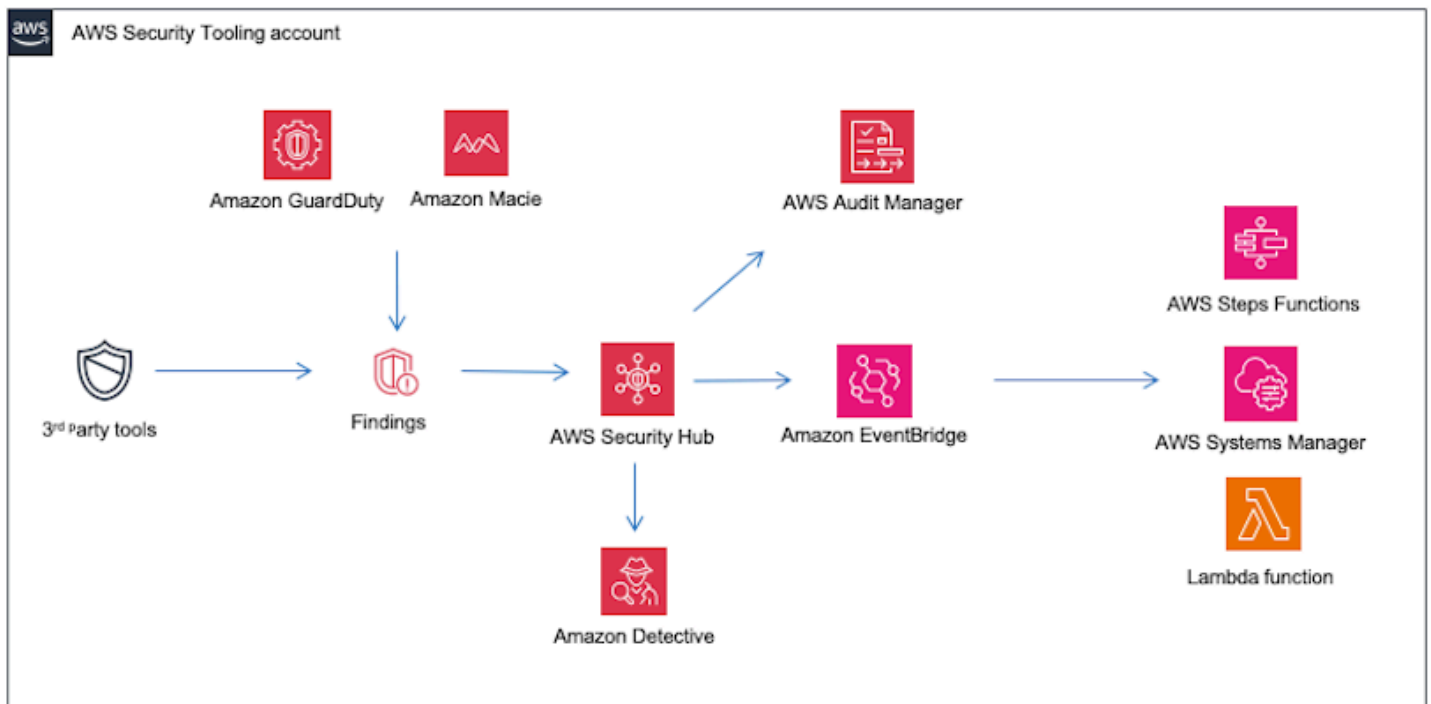 aws
AWS Security Tooling account
Amazon GuardDuty
Amazon Macie
AWS Audit Manager
AWS Steps Functions
3rd Party tools
Findings
AWS Security Hub
Amazon EventBridge
AWS Systems Manager
Lambda function
Amazon Detective